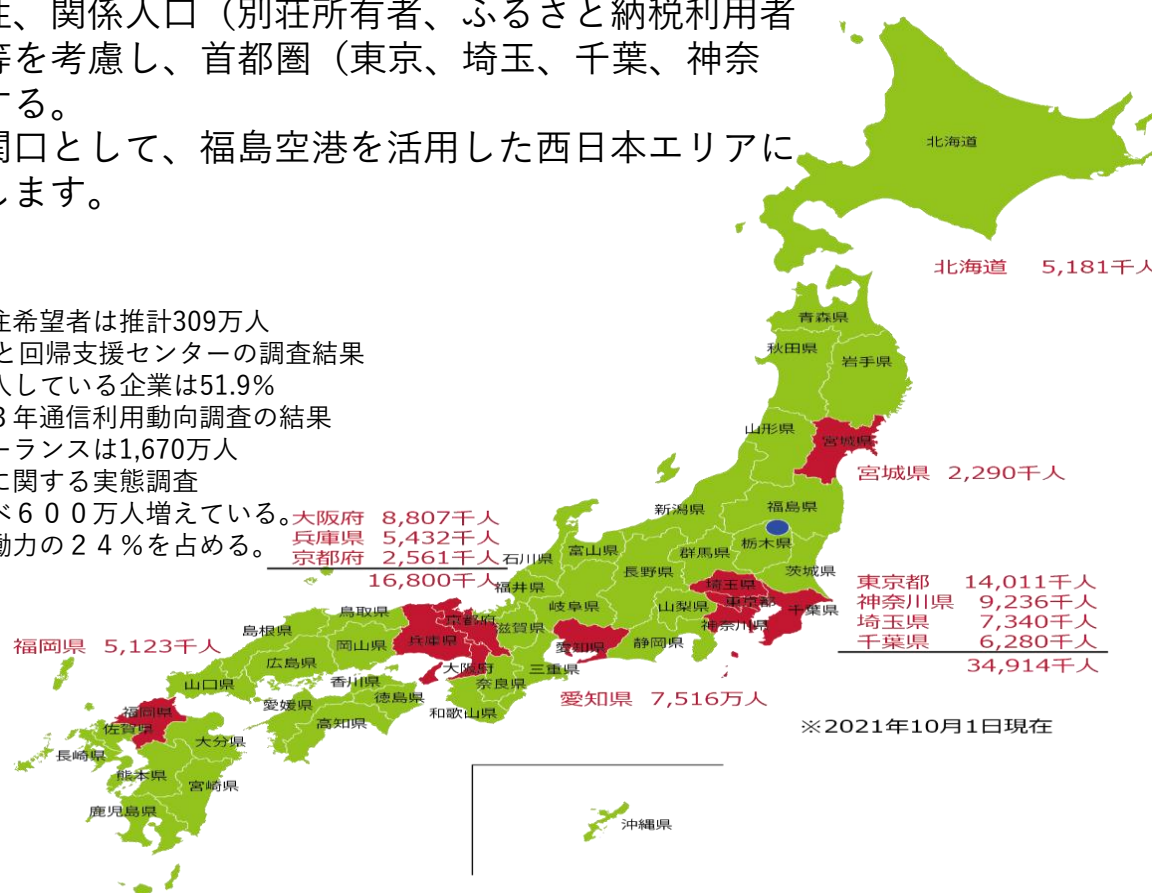 性、関係人口（別荘所有者、ふるさと納税利用者
等を考慮し、首都圏（東京、埼玉、千葉、神奈
する。
関口として、福島空港を活用した西日本エリアに
します。
住希望者は推計309万人
と回帰支援センターの調査結果
入している企業は51.9%
３年通信利用動向調査の結果
ーランスは1,670万人
に関する実態調査
べ６００万人増えている。
動力の２４％を占める。
北海道
北海道 5,181千人
青森県
秋田県
岩手県
山形県
宮城県
宮城県 2,290千人
新潟県
福島県
大阪府 8,807千人
兵庫県 5,432千人
京都府 2,561千人
16,800千人
石川県
富山県
群馬県
栃木県
福井県
長野県
茨城県
埼玉県
東京都
千葉県
神奈川県
山梨県
岐阜県
静岡県
愛知県
東京都 14,011千人
神奈川県 9,236千人
埼玉県 7,340千人
千葉県 6,280千人
34,914千人
鳥取県
京都府
滋賀県
島根県
岡山県
兵庫県
福岡県 5,123千人
広島県
大阪府
三重県
山口県
香川県
奈良県
愛媛県
徳島県
和歌山県
愛知県 7,516万人
高知県
※2021年10月1日現在
福岡県
佐賀県
大分県
長崎県
熊本県
宮崎県
鹿児島県
沖縄県